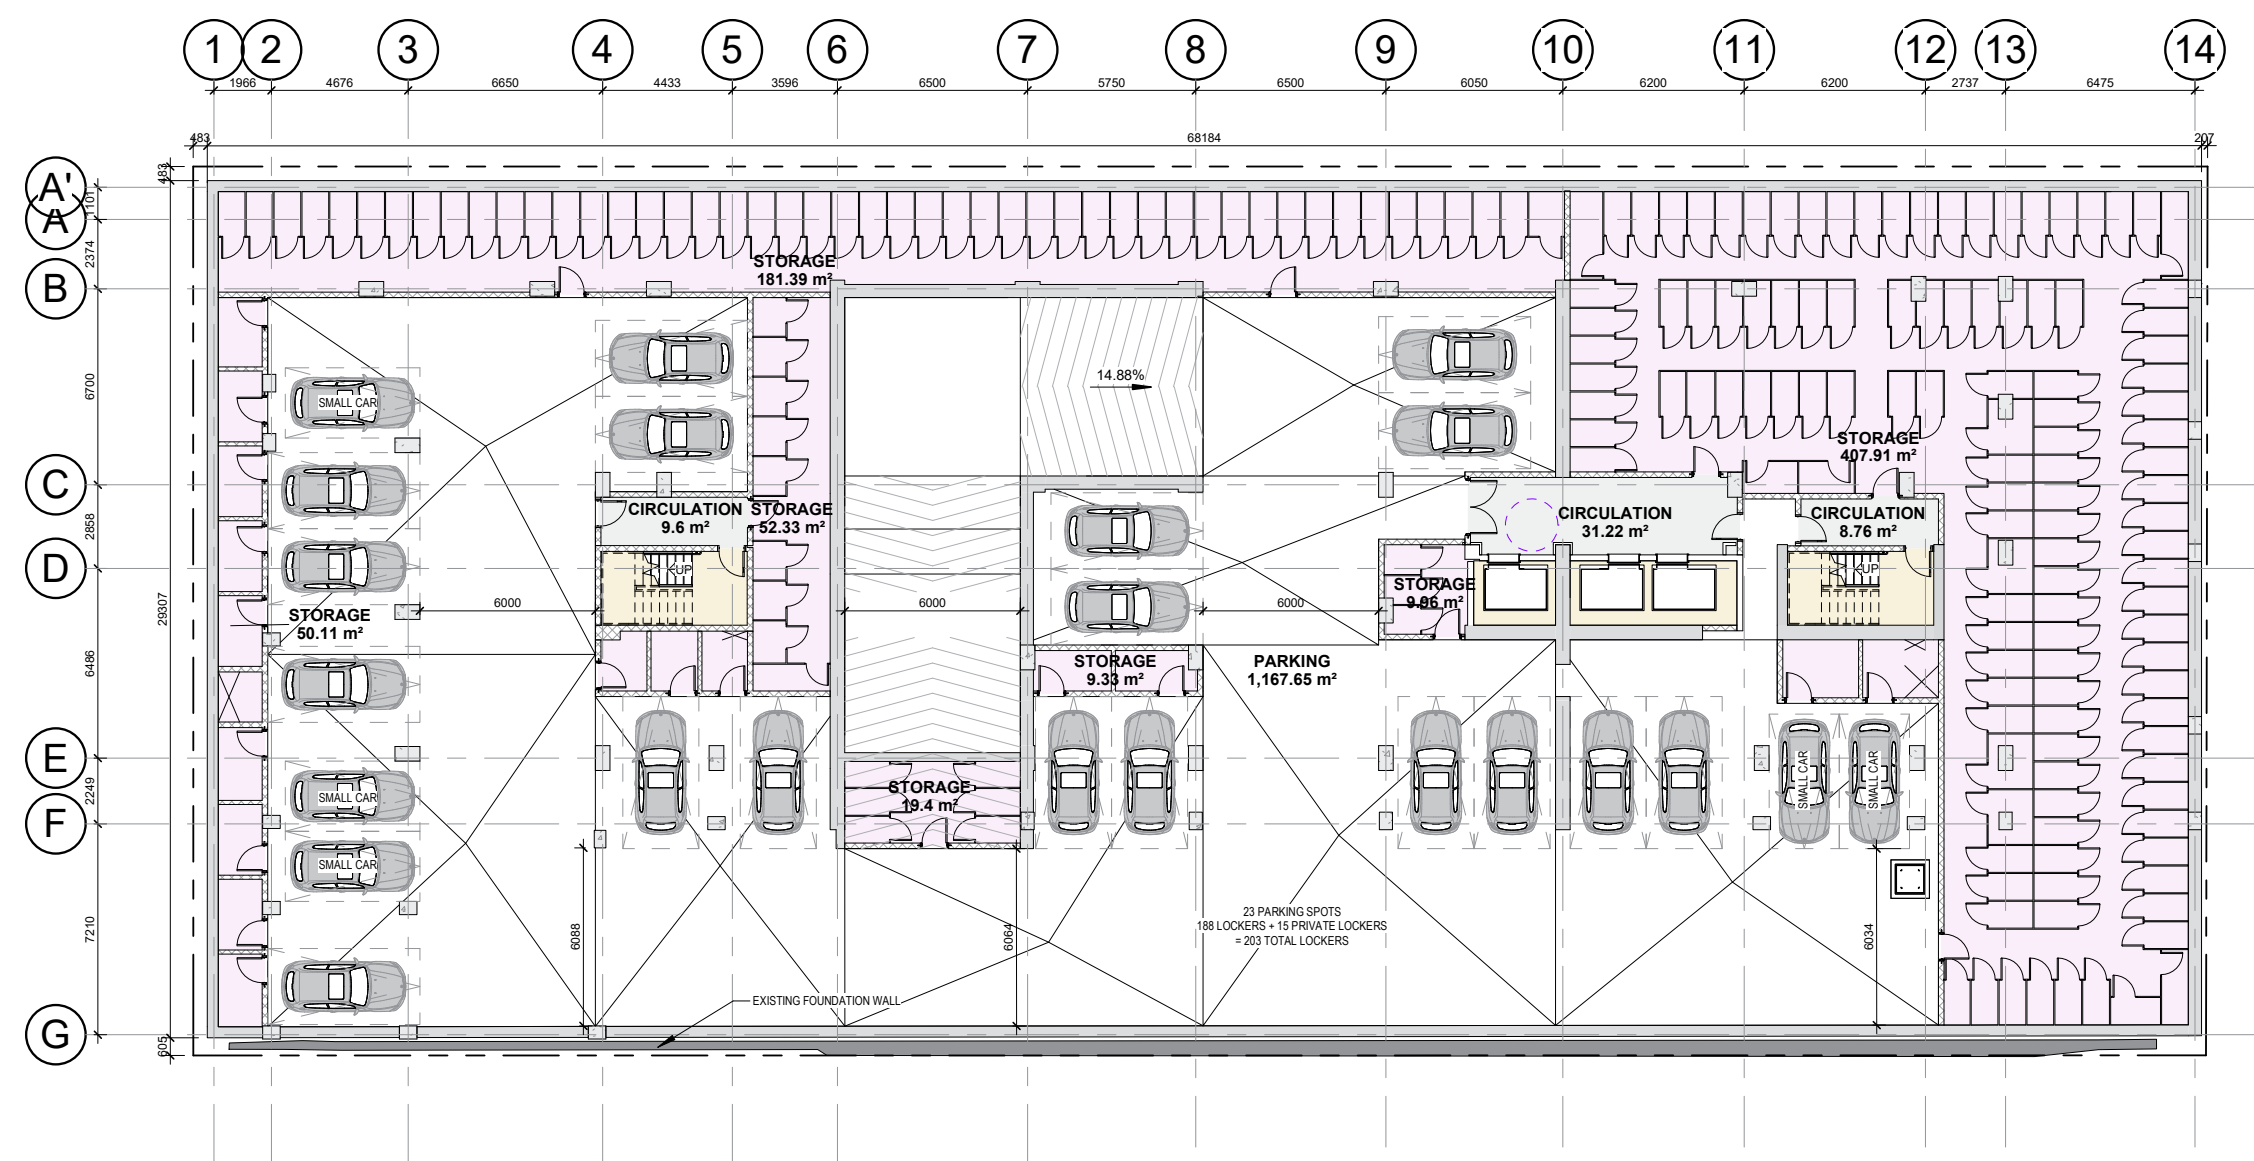 1 2 3 4 5 6 7 8 9 10 11 12 13 14
1966 4676 6650 4433 3596 6500 5750 6500 6050 6200 6200 2737 6475
483 68184 207
483
A'
1101
A
2374
B
STORAGE
181.39 m²
6700
14.88%
SMALL CAR
STORAGE
407.91 m²
C
CIRCULATION
9.6 m²
STORAGE
52.33 m²
CIRCULATION
31.22 m²
CIRCULATION
8.76 m²
2858
D
UP
UP
STORAGE
9.96 m²
29307
6000 6000 6000
STORAGE
50.11 m²
6486
STORAGE
9.33 m²
PARKING
1,167.65 m²
E
SMALL CAR
SMALL CAR
2249
SMALL CAR
STORAGE
19.4 m²
F
SMALL CAR
7210
6088
6064
6034
23 PARKING SPOTS
188 LOCKERS + 15 PRIVATE LOCKERS
= 203 TOTAL LOCKERS
EXISTING FOUNDATION WALL
G
605